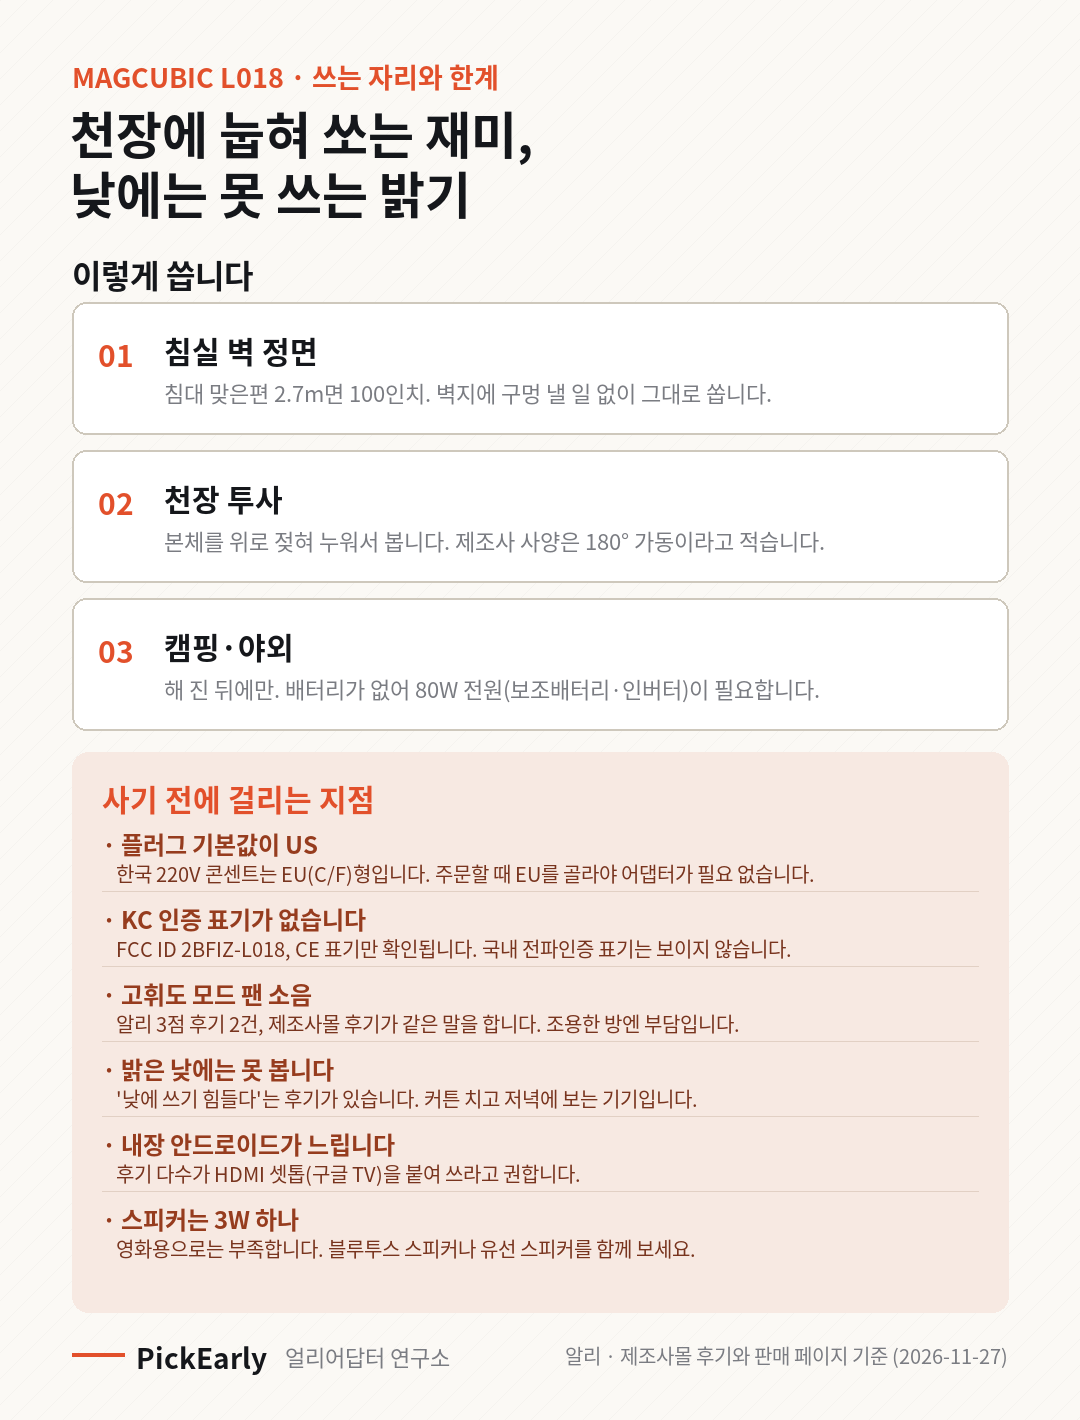 MAGCUBIC L018 · 쓰는 자리와 한계
천장에 눕혀 쏘는 재미,
낮에는 못 쓰는 밝기
이렇게 씁니다
01 침실 벽 정면
침대 맞은편 2.7m면 100인치. 벽지에 구멍 낼 일 없이 그대로 쏩니다.
02 천장 투사
본체를 위로 젖혀 누워서 봅니다. 제조사 사양은 180° 가동이라고 적습니다.
03 캠핑·야외
해 진 뒤에만. 배터리가 없어 80W 전원(보조배터리·인버터)이 필요합니다.
사기 전에 걸리는 지점
· 플러그 기본값이 US
한국 220V 콘센트는 EU(C/F)형입니다. 주문할 때 EU를 골라야 어댑터가 필요 없습니다.
· KC 인증 표기가 없습니다
FCC ID 2BFIZ-L018, CE 표기만 확인됩니다. 국내 전파인증 표기는 보이지 않습니다.
· 고휘도 모드 팬 소음
알리 3점 후기 2건, 제조사몰 후기가 같은 말을 합니다. 조용한 방엔 부담입니다.
· 밝은 낮에는 못 봅니다
'낮에 쓰기 힘들다'는 후기가 있습니다. 커튼 치고 저녁에 보는 기기입니다.
· 내장 안드로이드가 느립니다
후기 다수가 HDMI 셋톱(구글 TV)을 붙여 쓰라고 권합니다.
· 스피커는 3W 하나
영화용으로는 부족합니다. 블루투스 스피커나 유선 스피커를 함께 보세요.
PickEarly 얼리어답터 연구소
알리 · 제조사몰 후기와 판매 페이지 기준 (2026-11-27)